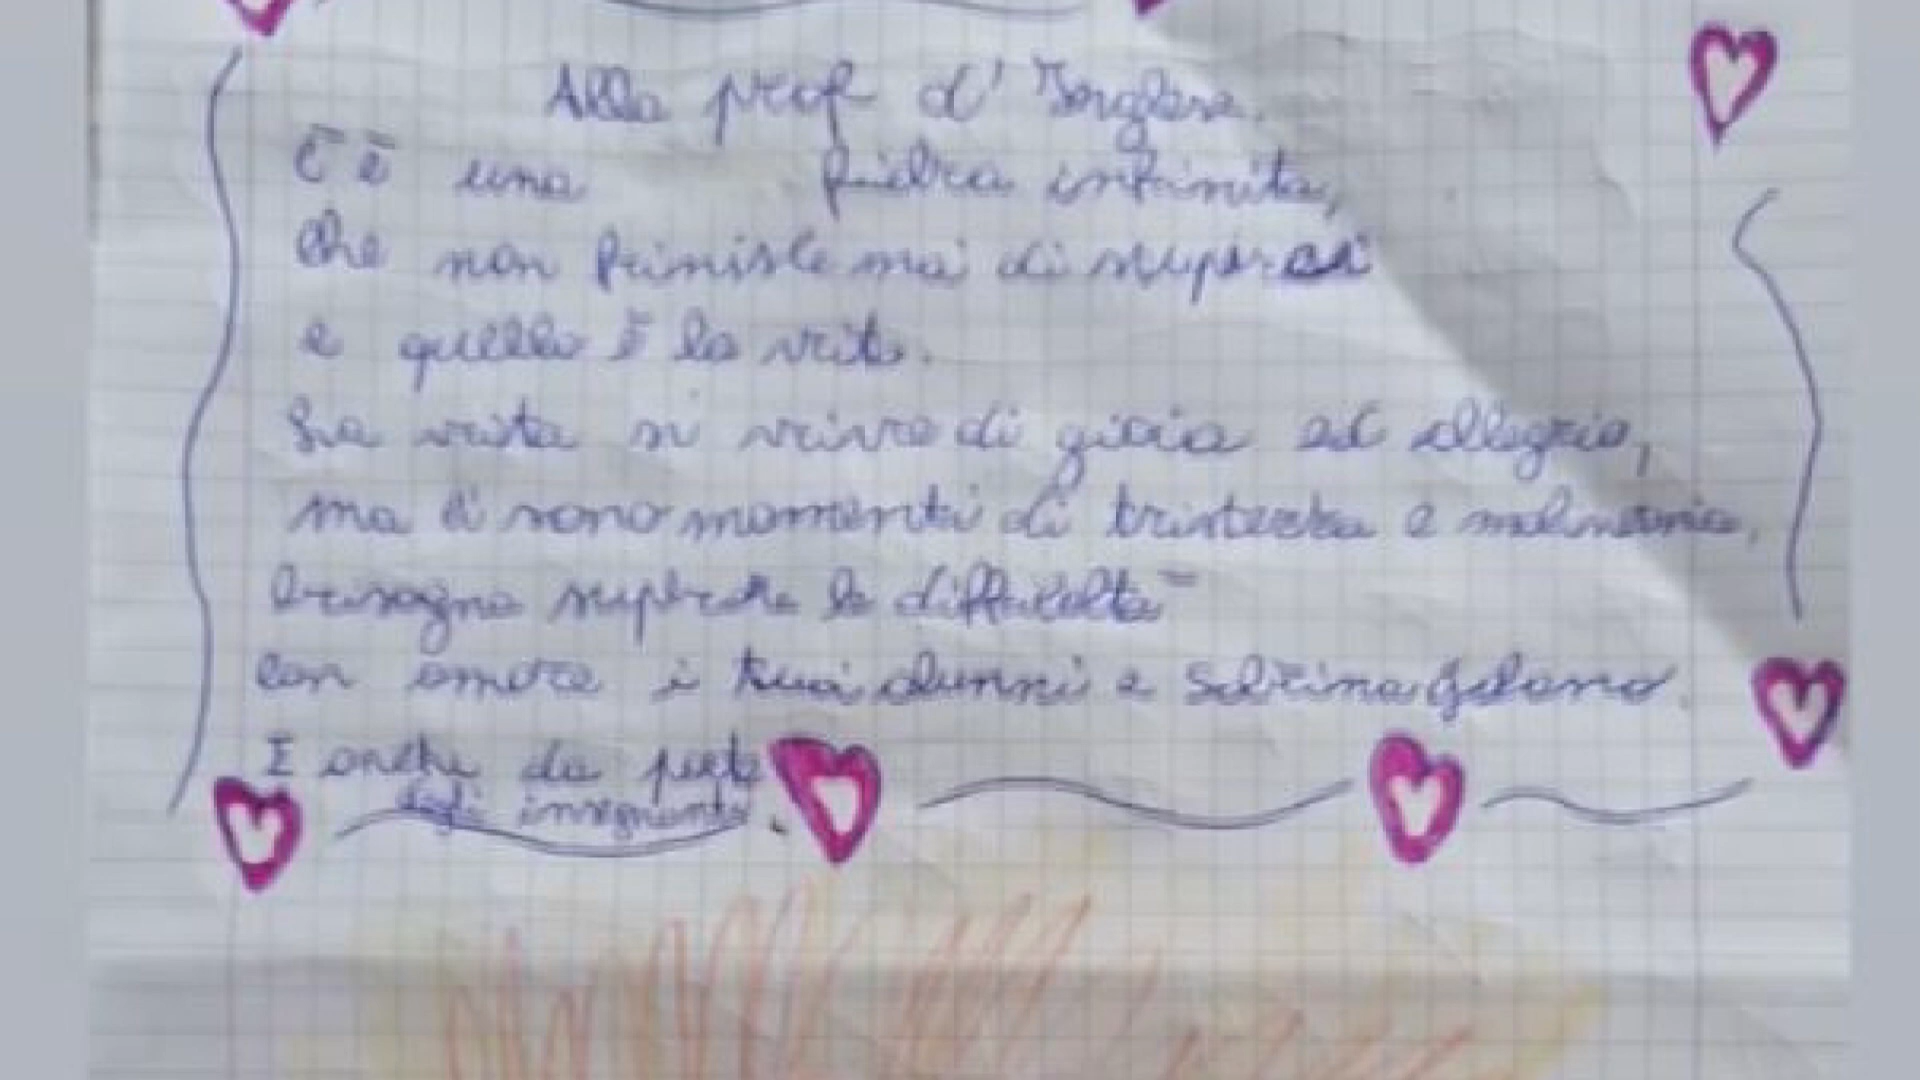 Alla prof d'Inglese.
C'è una pietra infinita,
che non finisce mai di superarsi
e quella è la vita.
La vita si vive di gioia ed allegria,
ma ci sono momenti di tristezza e malinconia,
bisogna superare le difficoltà
con amore i tuoi alunni e Sabrina
E anche da parte
degli insegnanti.